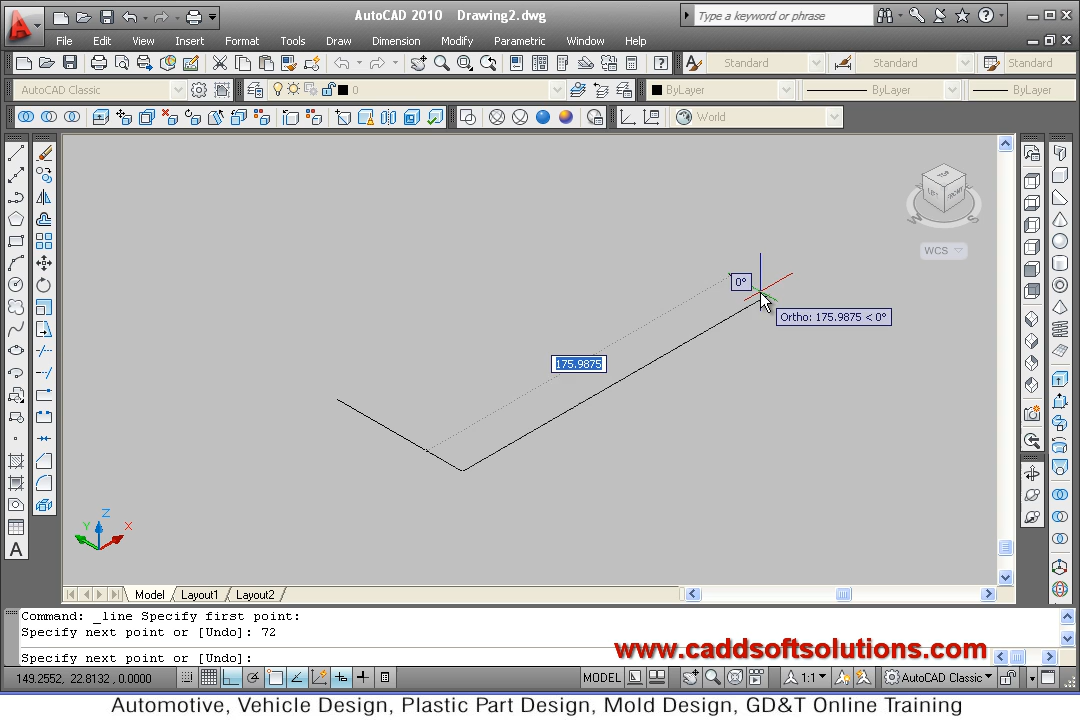 AutoCAD 2010 Drawing2.dwg
Type a keyword or phrase
File Edit View Insert Format Tools Draw Dimension Modify Parametric Window Help
Standard Standard Standard
AutoCAD Classic 0 ByLayer ByLayer ByLayer
World
TOP
LEFT FRONT
WCS
0°
Ortho: 175.9875 < 0°
175.9875
Z
Y X
A
Model Layout1 Layout2
Command: _line Specify first point:
Specify next point or [Undo]: 72
Specify next point or [Undo]:
www.caddsoftsolutions.com
149.2552, 22.8132 , 0.0000 MODEL 1:1 AutoCAD Classic
Automotive, Vehicle Design, Plastic Part Design, Mold Design, GD&T Online Training